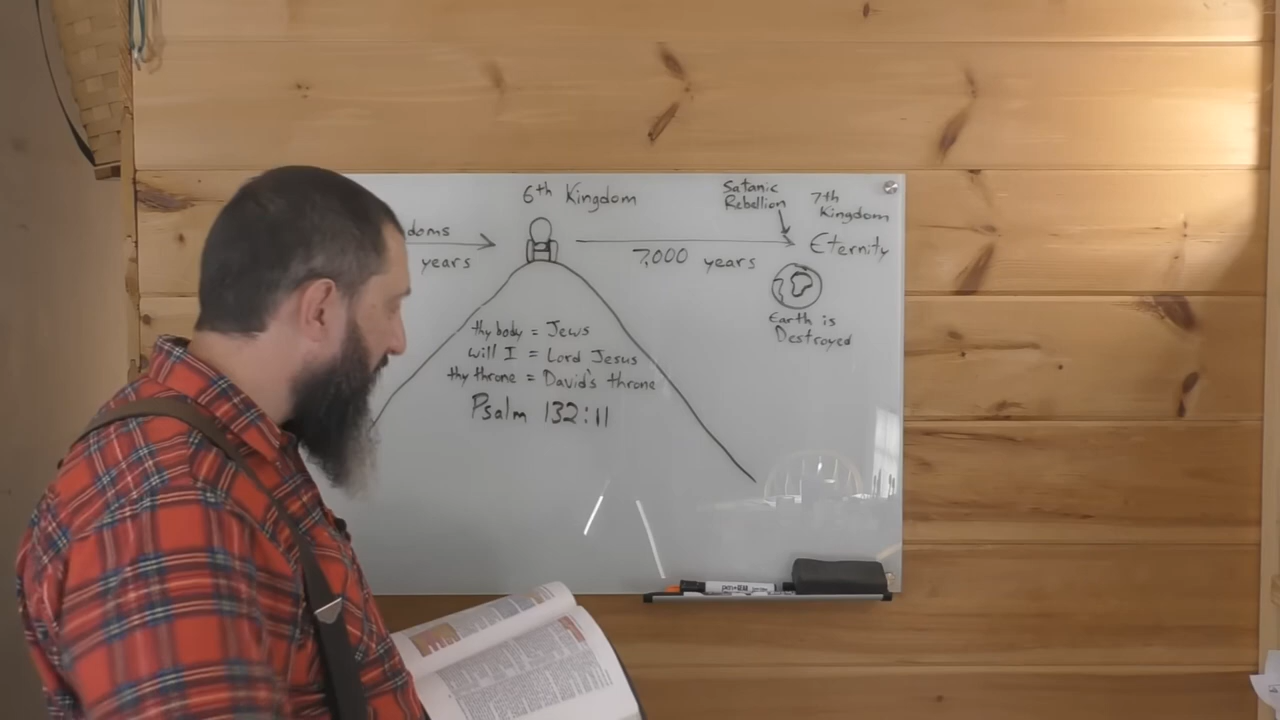 6th Kingdom
Satanic
Rebellion
7th
Kingdom
doms
years
7,000 years
Eternity
Earth is
Destroyed
thy body = Jews
will I = Lord Jesus
thy throne = David's throne
Psalm 132:11